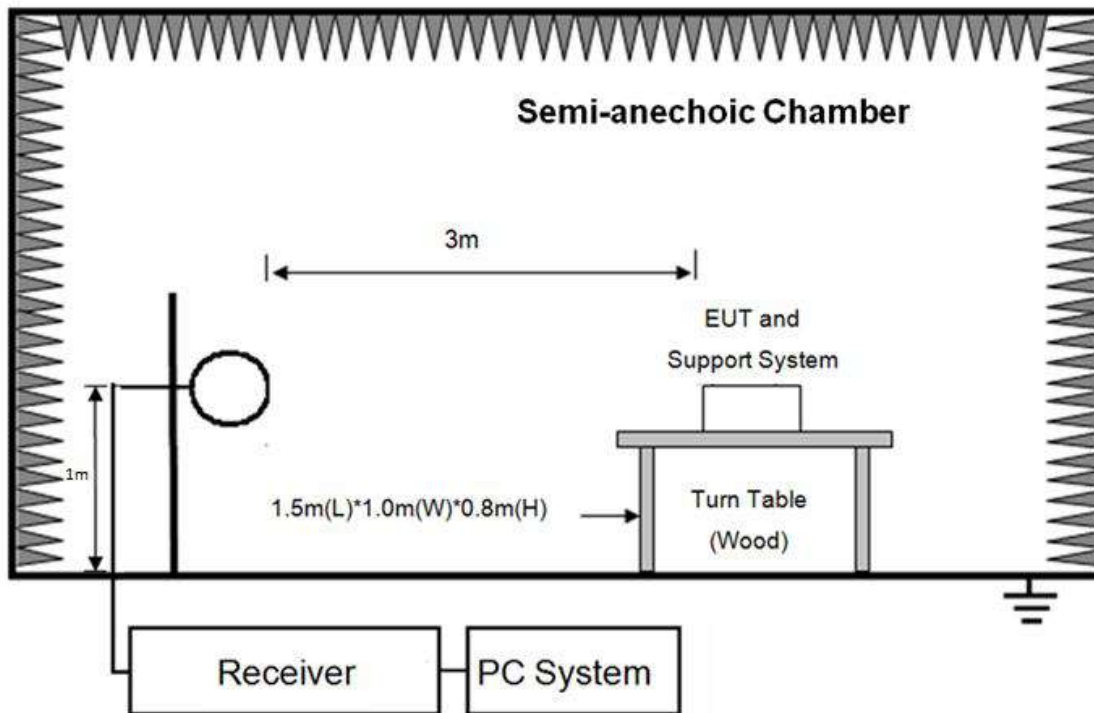 Semi-anechoic Chamber
3m
EUT and
Support System
1m
1.5m(L)*1.0m(W)*0.8m(H)
Turn Table
(Wood)
Receiver
PC System